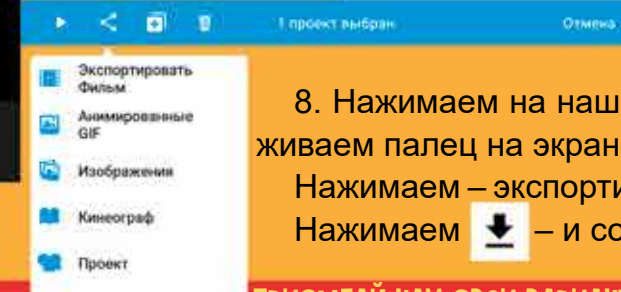 1 проект выбран Отмена
Экспортировать
Фильм
Анимированные
GIF
Изображения
Кинеограф
Проект
8. Нажимаем на наш
живаем палец на экран
Нажимаем – экспорти
Нажимаем – и со